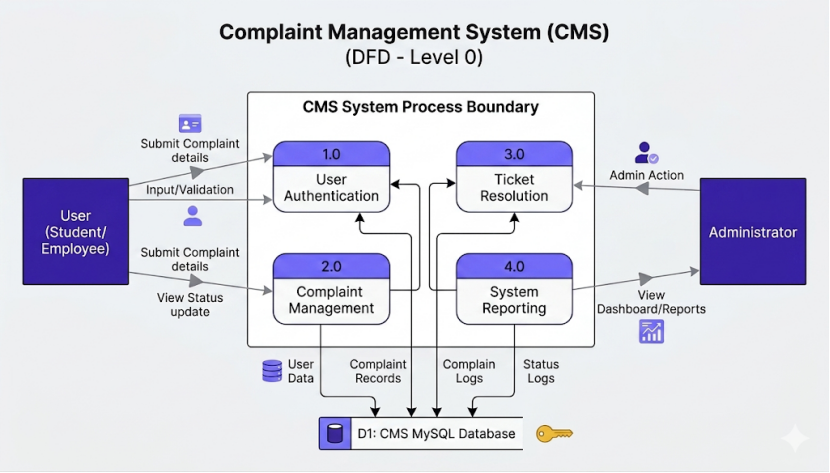 Complaint Management System (CMS)
(DFD - Level 0)
CMS System Process Boundary
Submit Complaint
details
Input/Validation
User
(Student/
Employee)
Submit Complaint
details
View Status
update
1.0
User
Authentication
3.0
Ticket
Resolution
2.0
Complaint
Management
4.0
System
Reporting
Admin Action
Administrator
View
Dashboard/Reports
User
Data
Complaint
Records
Complain
Logs
Status
Logs
D1: CMS MySQL Database